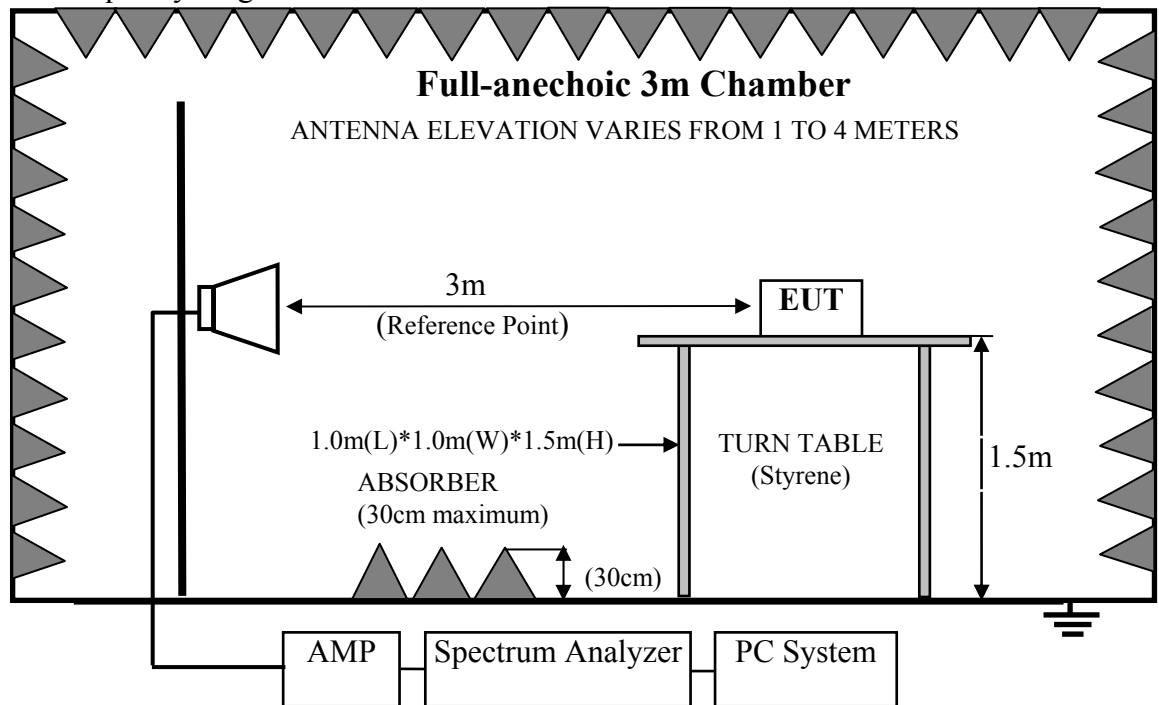 Full-anechoic 3m Chamber
ANTENNA ELEVATION VARIES FROM 1 TO 4 METERS
3m
(Reference Point)
EUT
1.0m(L)*1.0m(W)*1.5m(H)
TURN TABLE
(Styrene)
1.5m
ABSORBER
(30cm maximum)
(30cm)
AMP
Spectrum Analyzer
PC System